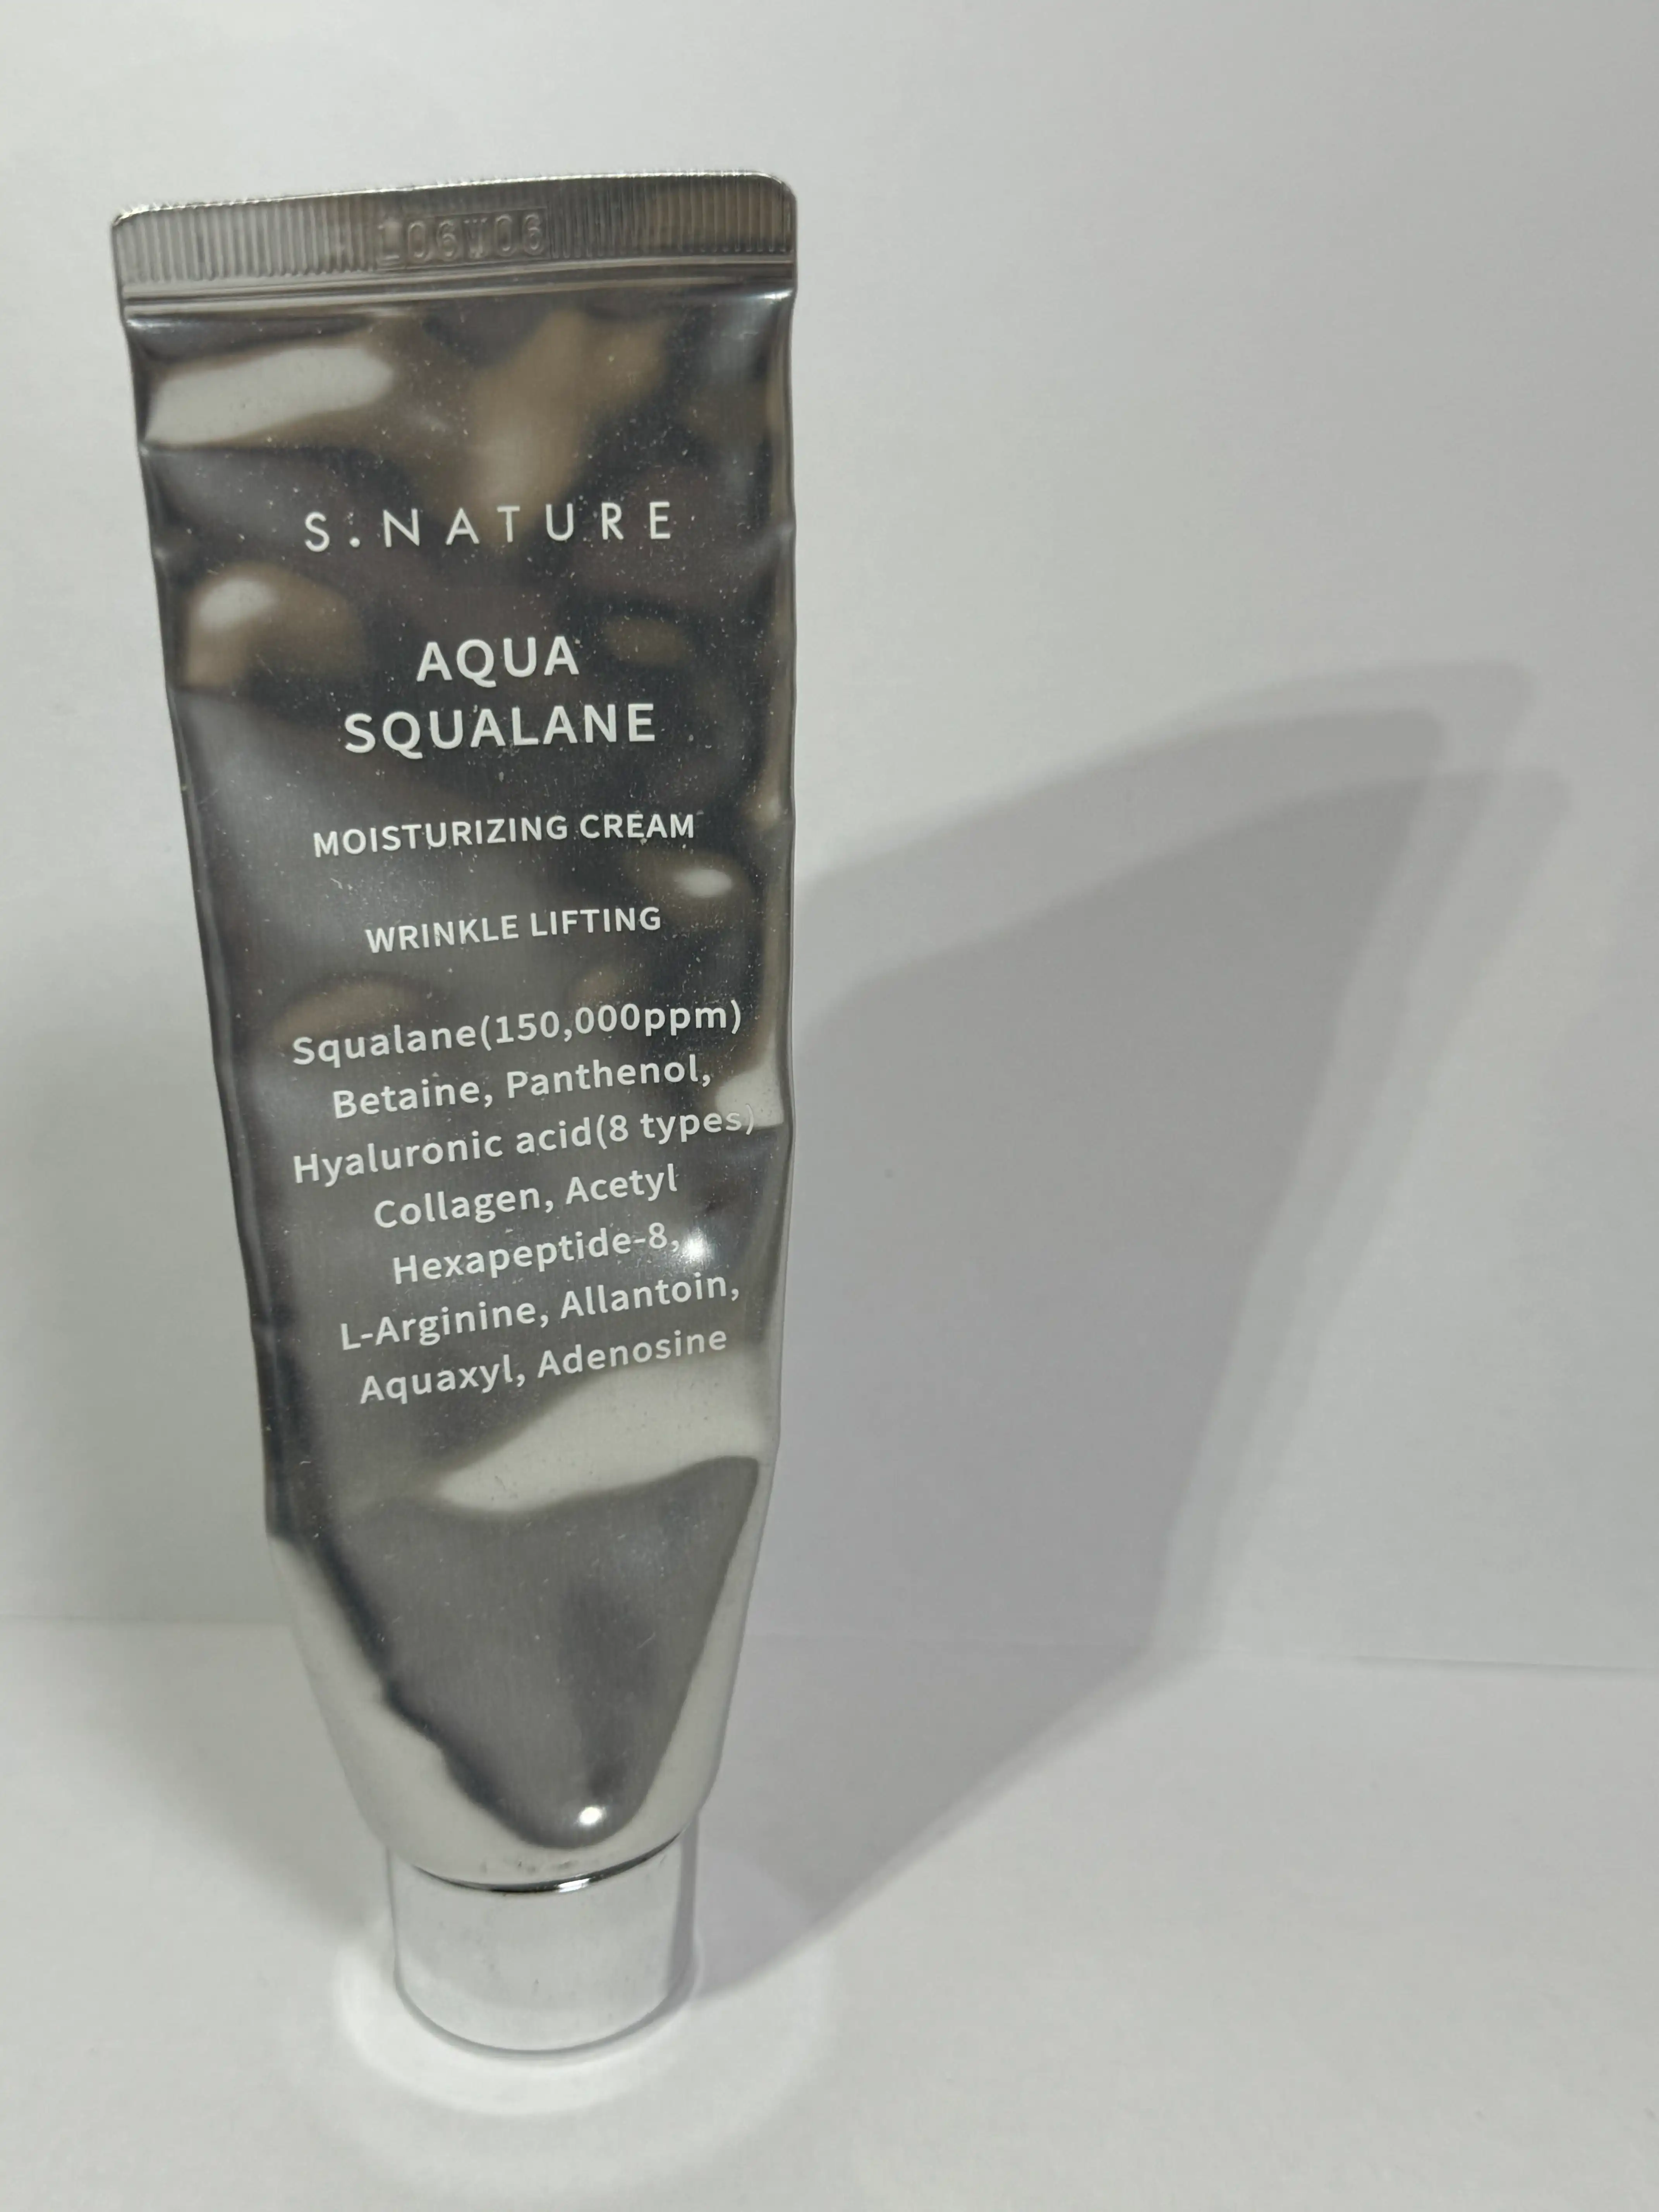 106W06
S.NATURE
AQUA
SQUALANE
MOISTURIZING CREAM
WRINKLE LIFTING
Squalane(150,000ppm)
Betaine, Panthenol,
Hyaluronic acid(8 types)
Collagen, Acetyl
Hexapeptide-8,
L-Arginine, Allantoin,
Aquaxyl, Adenosine